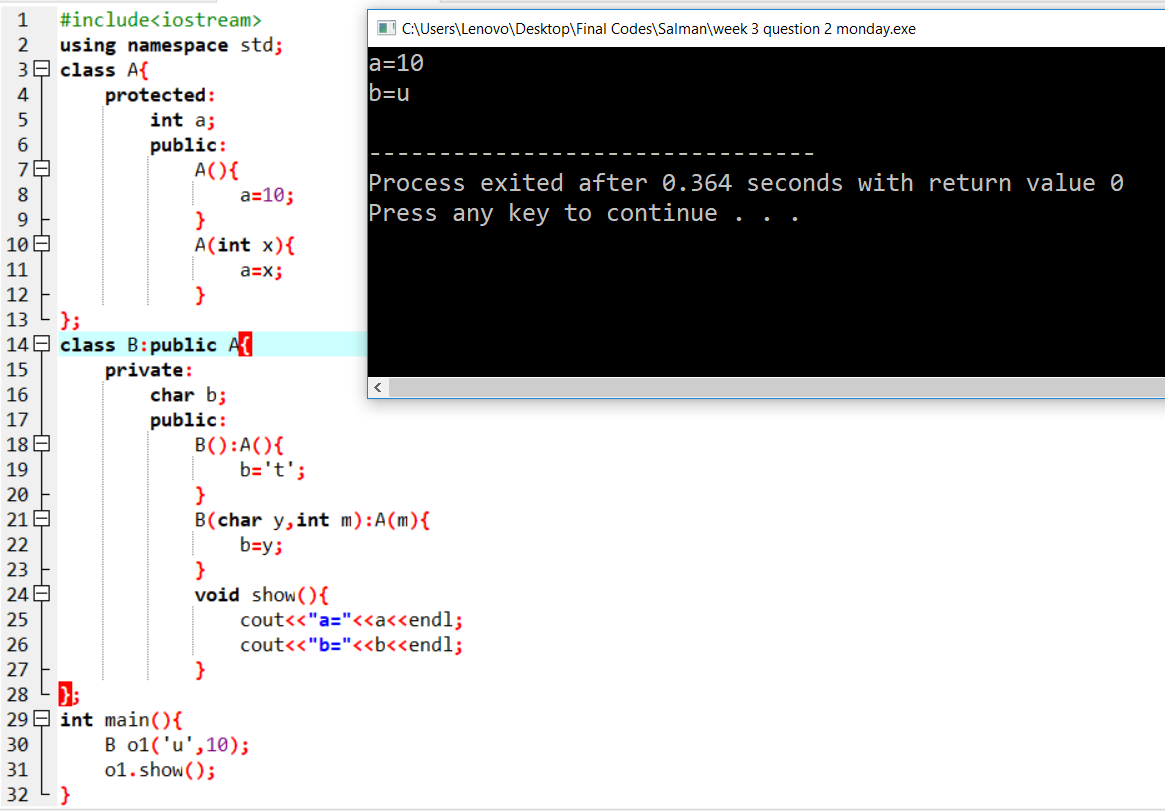 1 #include<iostream>
2 using namespace std;
3 class A{
4 protected:
5 int a;
6 public:
7 A(){
8 a=10;
9 }
10 A(int x){
11 a=x;
12 }
13 };
14 class B:public A{
15 private:
16 char b;
17 public:
18 B():A(){
19 b='t';
20 }
21 B(char y,int m):A(m){
22 b=y;
23 }
24 void show(){
25 cout<<"a="<<a<<endl;
26 cout<<"b="<<b<<endl;
27 }
28 };
29 int main(){
30 B o1('u',10);
31 o1.show();
32 }
C:\Users\Lenovo\Desktop\Final Codes\Salman\week 3 question 2 monday.exe
a=10
b=u
--------------------------------
Process exited after 0.364 seconds with return value 0
Press any key to continue . . .